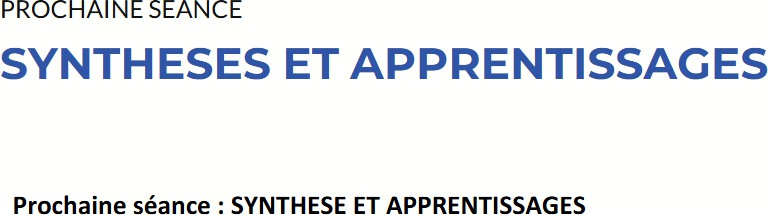 PROCHAINE SEANCE
SYNTHESES ET APPRENTISSAGES
Prochaine séance : SYNTHESE ET APPRENTISSAGES